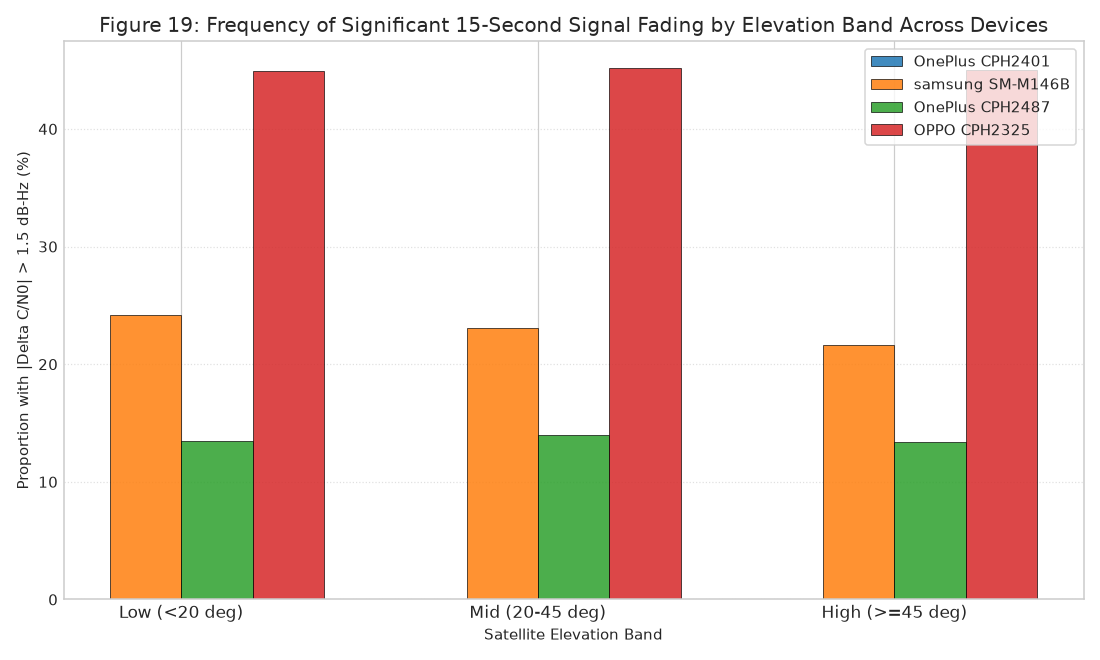 Figure 19: Frequency of Significant 15-Second Signal Fading by Elevation Band Across Devices
OnePlus CPH2401
samsung SM-M146B
OnePlus CPH2487
OPPO CPH2325
Proportion with |Delta C/N0| > 1.5 dB-Hz (%)
40
30
20
10
0
Low (<20 deg)
Mid (20-45 deg)
High (>=45 deg)
Satellite Elevation Band